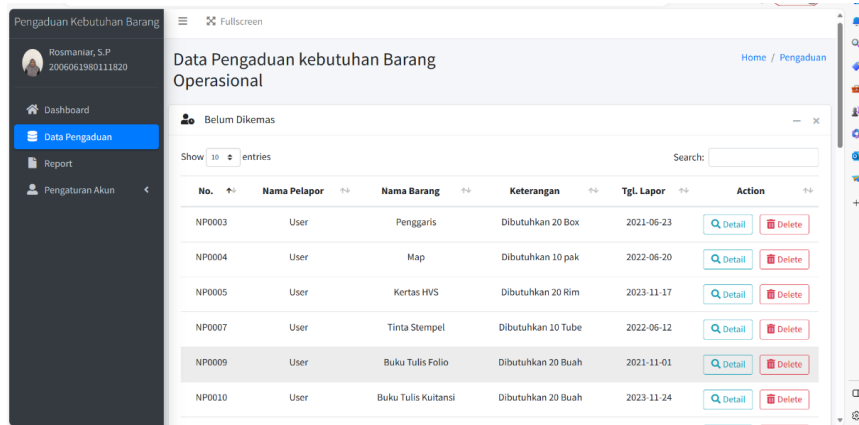 Pengaduan Kebutuhan Barang
Rosmaniar, S.P
2006061980111820
Dashboard
Data Pengaduan
Report
Pengaturan Akun
Fullscreen
Data Pengaduan kebutuhan Barang
Operasional
Home / Pengaduan
Belum Dikemas
Show 10 entries
Search:
No. Nama Pelapor Nama Barang Keterangan Tgl. Lapor Action
NP0003 User Penggaris Dibutuhkan 20 Box 2021-06-23 Detail Delete
NP0004 User Map Dibutuhkan 10 pak 2022-06-20 Detail Delete
NP0005 User Kertas HVS Dibutuhkan 20 Rim 2023-11-17 Detail Delete
NP0007 User Tinta Stempel Dibutuhkan 10 Tube 2022-06-12 Detail Delete
NP0009 User Buku Tulis Folio Dibutuhkan 20 Buah 2021-11-01 Detail Delete
NP0010 User Buku Tulis Kuitansi Dibutuhkan 20 Buah 2023-11-24 Detail Delete